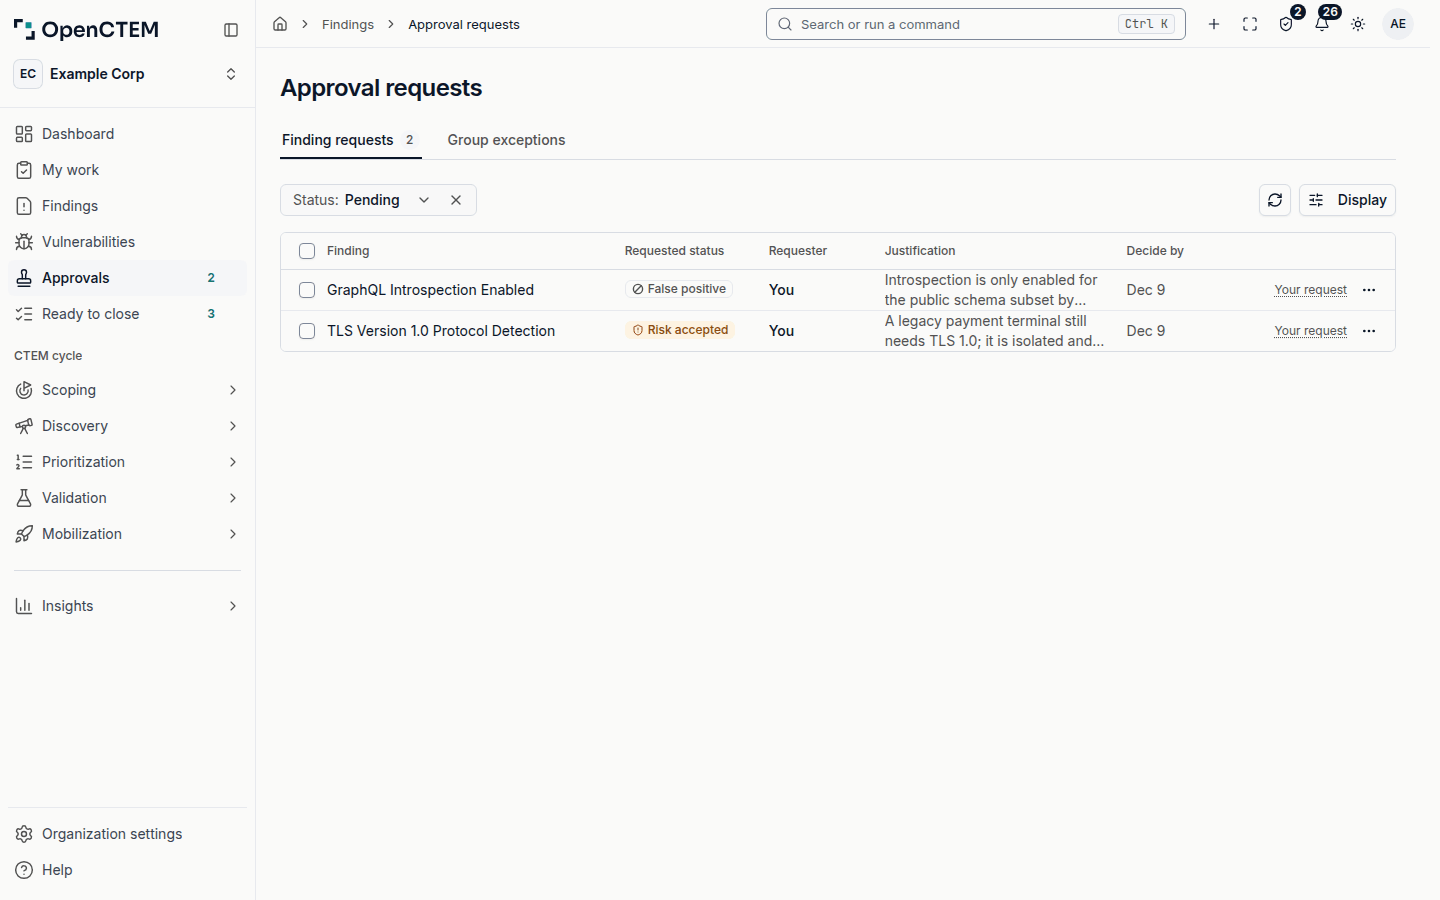 OpenCTEM
EC Example Corp
Dashboard
My work
Findings
Vulnerabilities
Approvals 2
Ready to close 3
CTEM cycle
Scoping
Discovery
Prioritization
Validation
Mobilization
Insights
Organization settings
Help
Findings Approval requests
Search or run a command Ctrl K
2
26
AE
Approval requests
Finding requests 2
Group exceptions
Status: Pending
Display
Finding Requested status Requester Justification Decide by
GraphQL Introspection Enabled False positive You Introspection is only enabled for
the public schema subset by... Dec 9 Your request
TLS Version 1.0 Protocol Detection Risk accepted You A legacy payment terminal still
needs TLS 1.0; it is isolated and... Dec 9 Your request